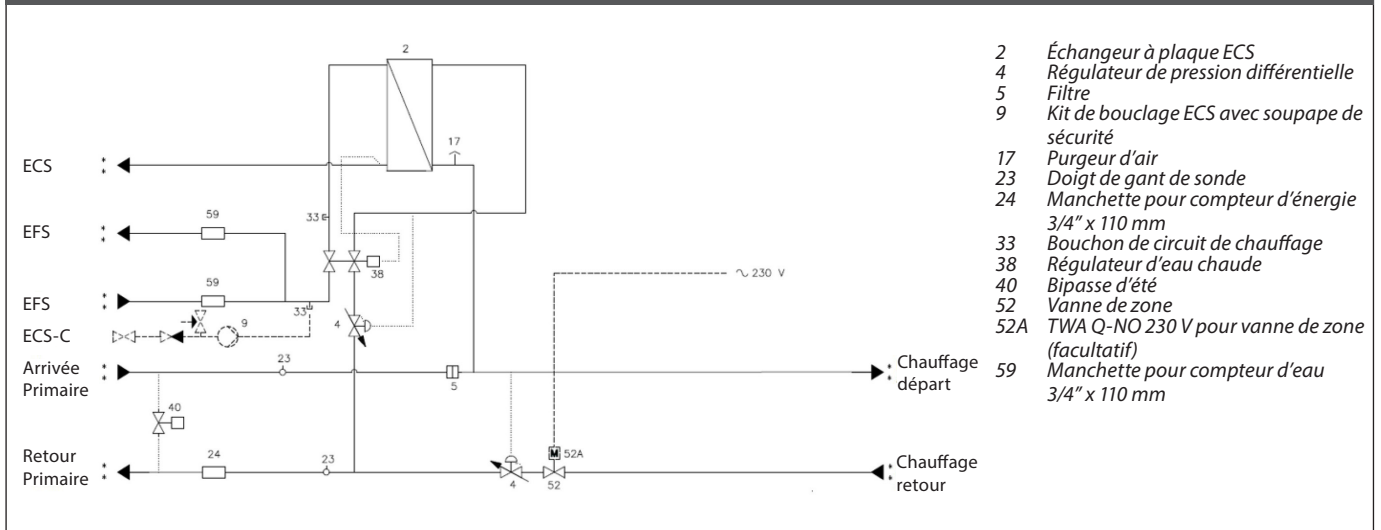 2
17
ECS
59
33
EFS
38
59
~ 230 V
EFS
33
ECS-C
9
4
Arrivée
Primaire
23
5
Chauffage
départ
40
Retour
Primaire
24
23
4
52
52A
M
Chauffage
retour
2 Échangeur à plaque ECS
4 Régulateur de pression différentielle
5 Filtre
9 Kit de bouclage ECS avec soupape de
sécurité
17 Purgeur d'air
23 Doigt de gant de sonde
24 Manchette pour compteur d'énergie
3/4" x 110 mm
33 Bouchon de circuit de chauffage
38 Régulateur d'eau chaude
40 Bipasse d'été
52 Vanne de zone
52A TWA Q-NO 230 V pour vanne de zone
(facultatif)
59 Manchette pour compteur d'eau
3/4" x 110 mm